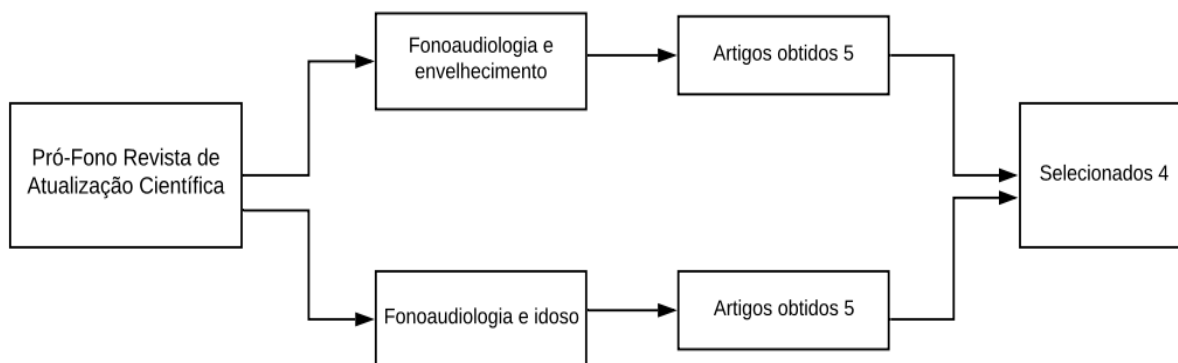 Pró-Fono Revista de
Atualização Científica
Fonoaudiologia e
envelhecimento
Artigos obtidos 5
Fonoaudiologia e idoso
Artigos obtidos 5
Selecionados 4